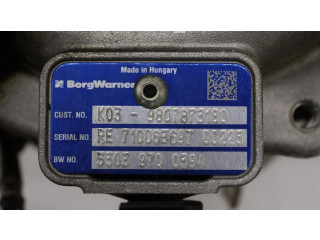 Made in Hungary
BorgWarner
CUST. NO. K03 - 9807873180
SERIAL NO.
BW NO. 5303 970 0394